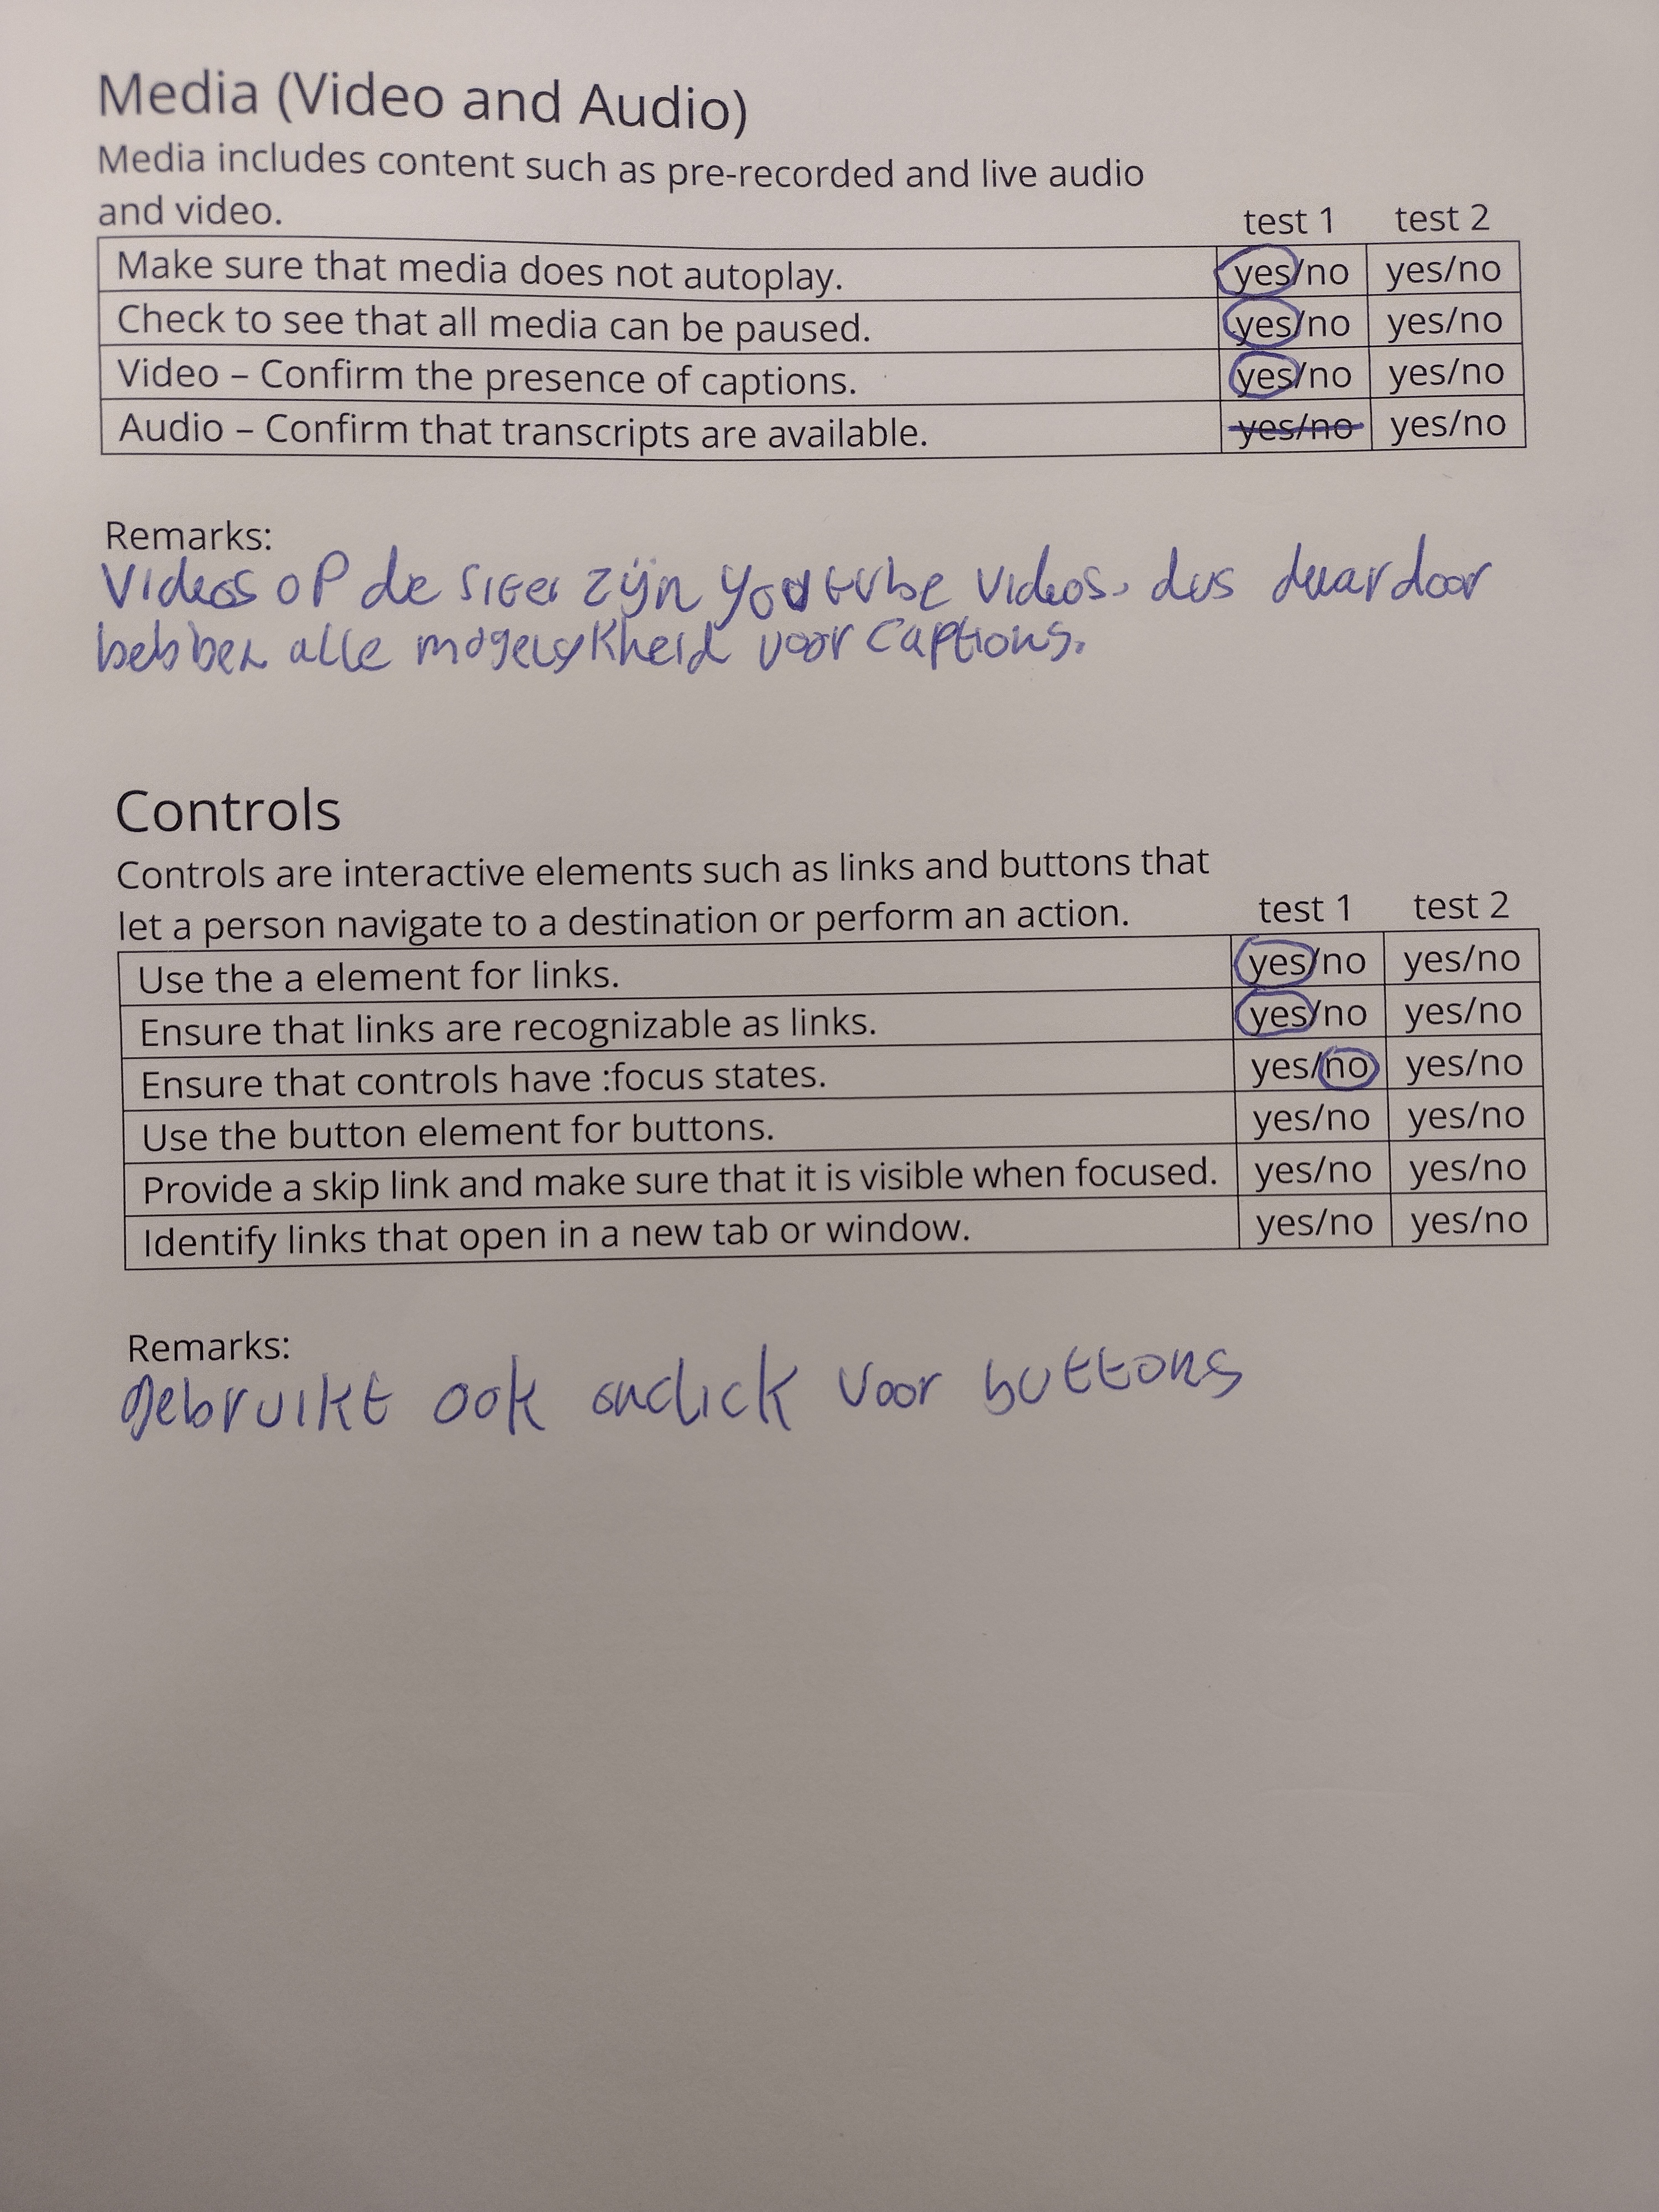 Media (Video and Audio)
Media includes content such as pre-recorded and live audio
and video.
test 1 test 2
Make sure that media does not autoplay. yes/no yes/no
Check to see that all media can be paused. yes/no yes/no
Video – Confirm the presence of captions. yes/no yes/no
Audio – Confirm that transcripts are available. yes/no yes/no
Remarks:
Videos op de zijn youtube videos, dus daardoor
hebben alle mogelijkheid voor captions.
Controls
Controls are interactive elements such as links and buttons that
let a person navigate to a destination or perform an action.
test 1 test 2
Use the a element for links. yes/no yes/no
Ensure that links are recognizable as links. yes/no yes/no
Ensure that controls have :focus states. yes/no yes/no
Use the button element for buttons. yes/no yes/no
Provide a skip link and make sure that it is visible when focused. yes/no yes/no
Identify links that open in a new tab or window. yes/no yes/no
Remarks:
gebruikt ook onclick voor buttons